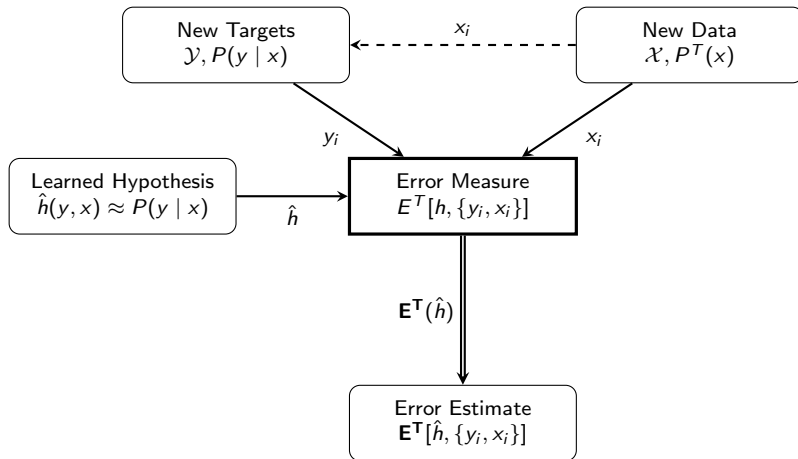 New Targets
𝒴, P(y | x)
x_i
New Data
𝒳, P^T(x)
y_i
x_i
Learned Hypothesis
ĥ(y, x) ≈ P(y | x)
ĥ
Error Measure
E^T[h, {y_i, x_i}]
𝐄^𝐓(ĥ)
Error Estimate
𝐄^𝐓[ĥ, {y_i, x_i}]